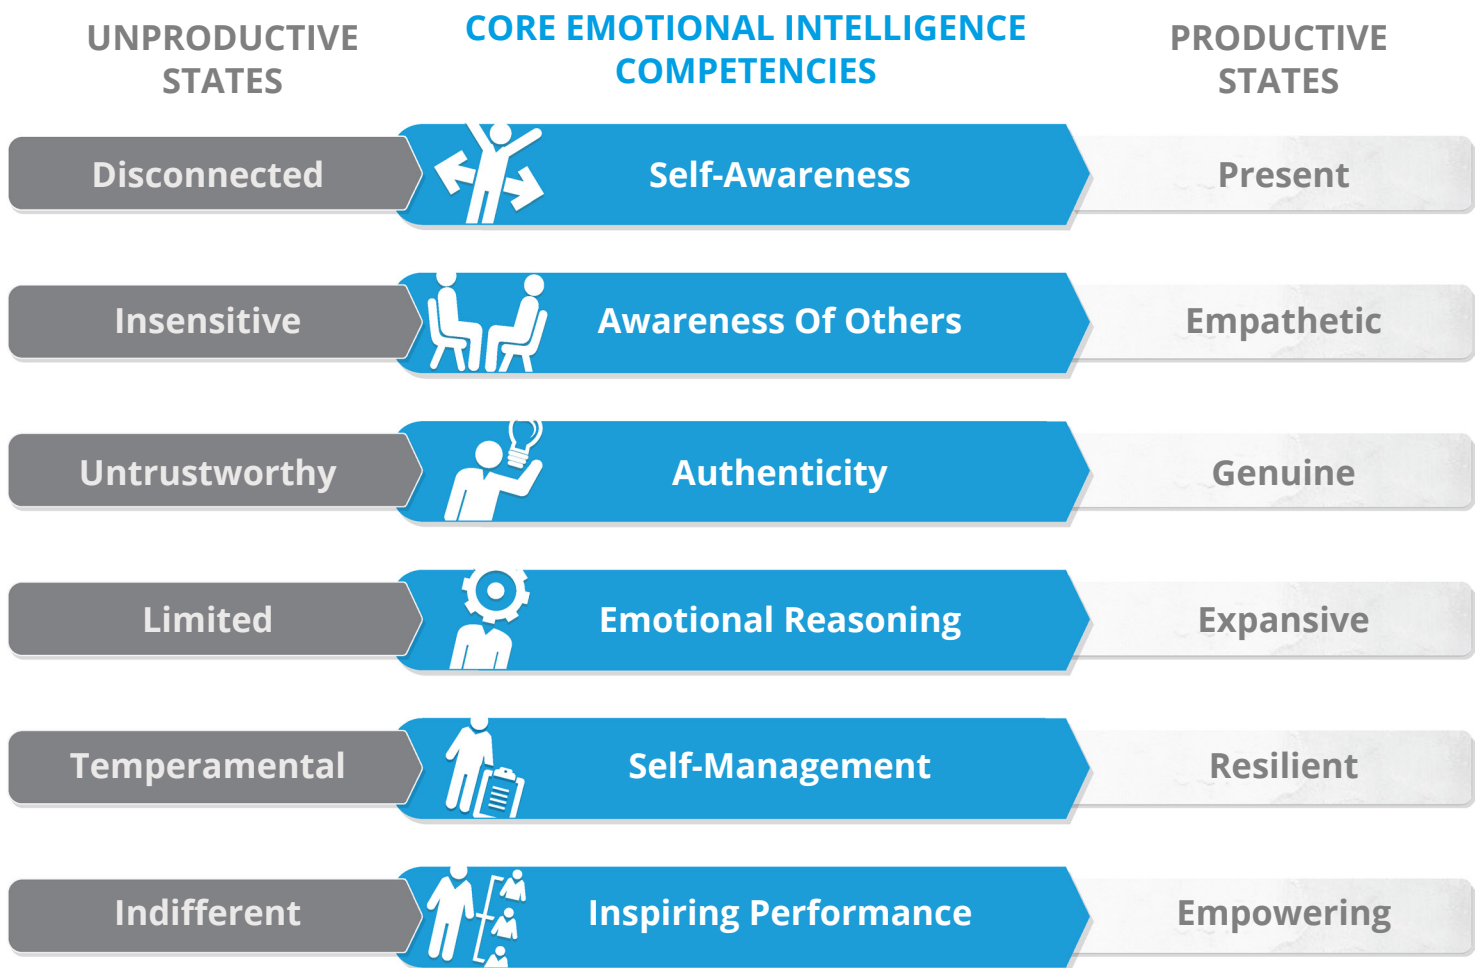 UNPRODUCTIVE
STATES
CORE EMOTIONAL INTELLIGENCE
COMPETENCIES
PRODUCTIVE
STATES
Disconnected
Self-Awareness
Present
Insensitive
Awareness Of Others
Empathetic
Untrustworthy
Authenticity
Genuine
Limited
Emotional Reasoning
Expansive
Temperamental
Self-Management
Resilient
Indifferent
Inspiring Performance
Empowering